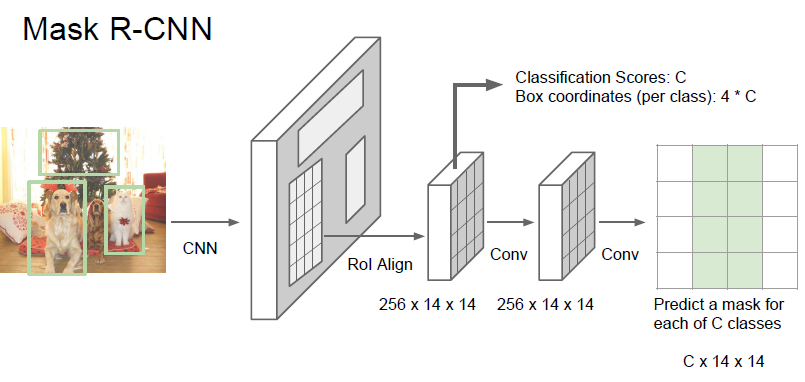 Mask R-CNN
Classification Scores: C
Box coordinates (per class): 4 * C
CNN
RoI Align
Conv
Conv
256 x 14 x 14
256 x 14 x 14
Predict a mask for
each of C classes
C x 14 x 14